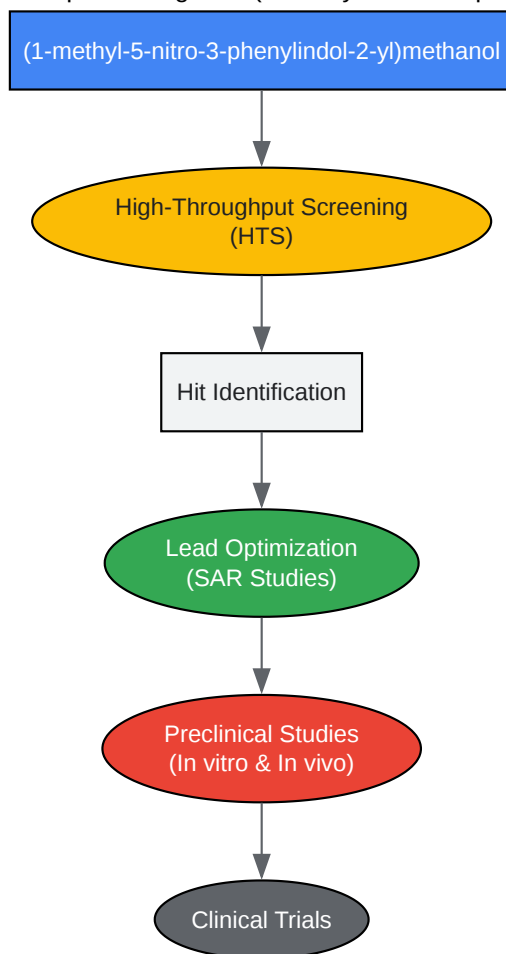 (1-methyl-5-nitro-3-phenylindol-2-yl)methanol
High-Throughput Screening
(HTS)
Hit Identification
Lead Optimization
(SAR Studies)
Preclinical Studies
(In vitro & In vivo)
Clinical Trials